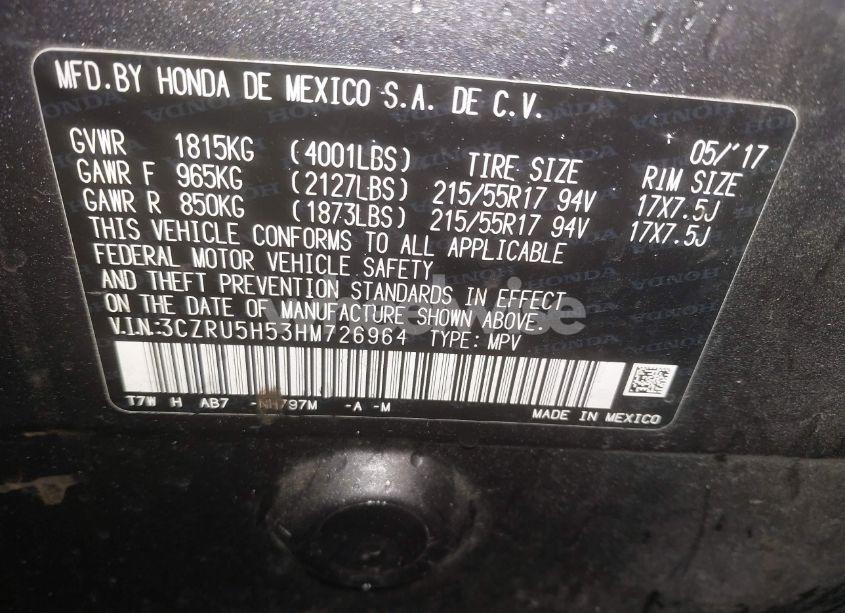 MFD.BY HONDA DE MEXICO S.A. DE C.V.
05/'17
GVWR 1815KG (4001LBS) TIRE SIZE RIM SIZE
GAWR F 965KG (2127LBS) 215/55R17 94V 17X7.5J
GAWR R 850KG (1873LBS) 215/55R17 94V 17X7.5J
THIS VEHICLE CONFORMS TO ALL APPLICABLE
FEDERAL MOTOR VEHICLE SAFETY
AND THEFT PREVENTION STANDARDS IN EFFECT
ON THE DATE OF MANUFACTURE SHOWN ABOVE.
V.I.N:3CZRU5H53HM726964 TYPE: MPV
T7W H AB7 -NH797M -A -M
MADE IN MEXICO